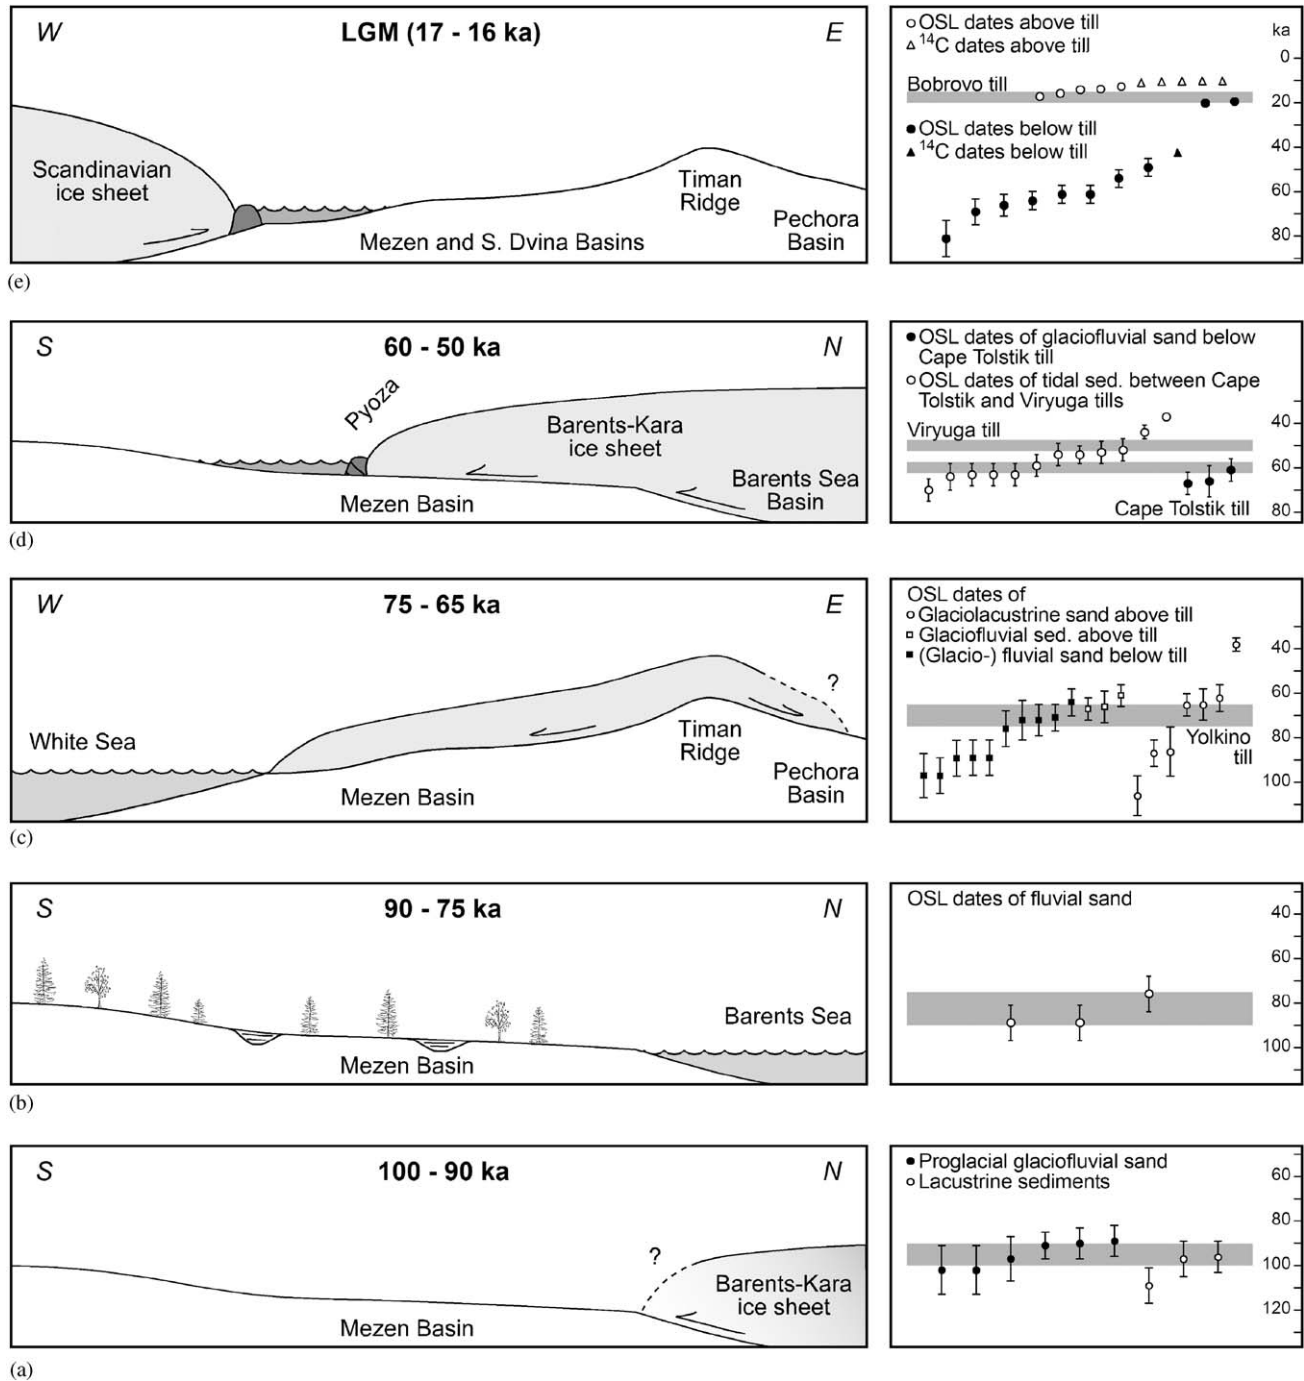 W
LGM (17 - 16 ka)
E
Scandinavian
ice sheet
Timan
Ridge
Pechora
Basin
Mezen and S. Dvina Basins
OSL dates above till
14C dates above till
ka
0
Bobrovo till
20
OSL dates below till
14C dates below till
40
60
80
(e)
S
60 - 50 ka
N
Pyoza
Barents-Kara
ice sheet
Barents Sea
Basin
Mezen Basin
OSL dates of glaciofluvial sand below
Cape Tolstik till
OSL dates of tidal sed. between Cape
Tolstik and Viryuga tills
40
Viryuga till
60
80
Cape Tolstik till
(d)
W
75 - 65 ka
E
?
White Sea
Timan
Ridge
Pechora
Basin
Mezen Basin
OSL dates of
Glaciolacustrine sand above till
Glaciofluvial sed. above till
(Glacio-) fluvial sand below till
40
60
Yolkino
till
80
100
(c)
S
90 - 75 ka
N
Barents Sea
Mezen Basin
OSL dates of fluvial sand
40
60
80
100
(b)
S
100 - 90 ka
N
?
Barents-Kara
ice sheet
Mezen Basin
Proglacial glaciofluvial sand
Lacustrine sediments
60
80
100
120
(a)